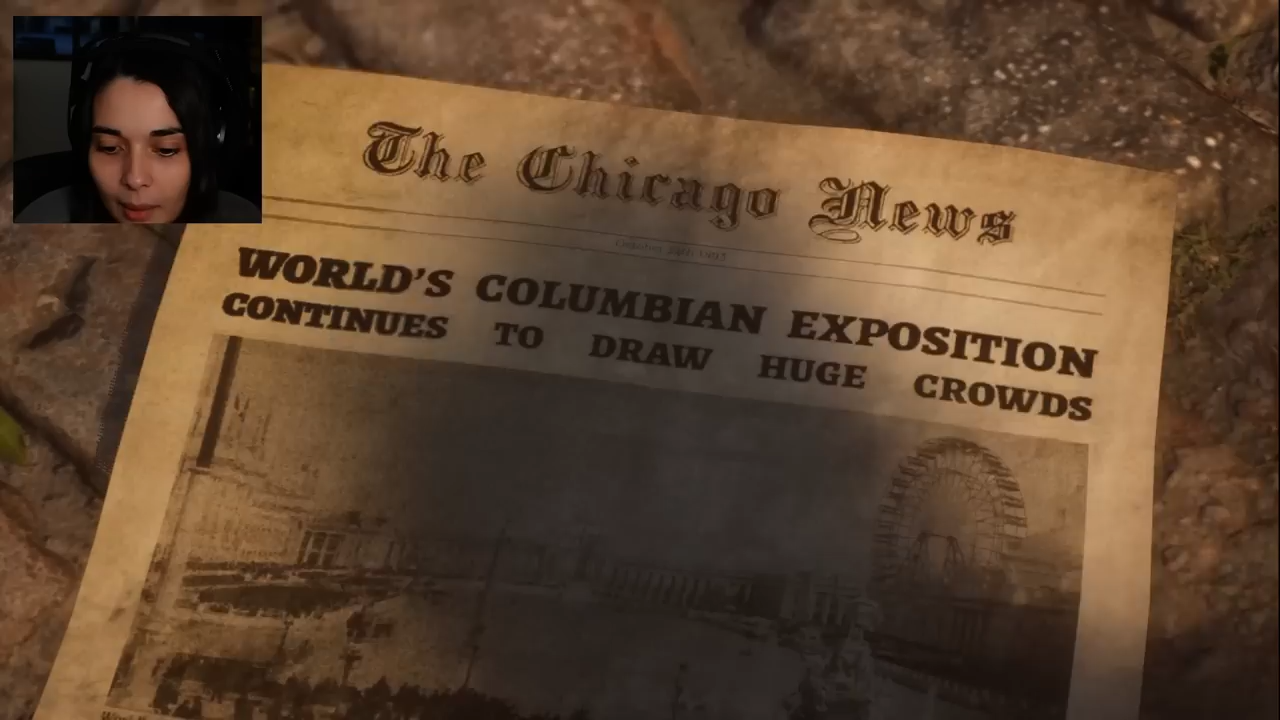 The Chicago News
WORLD'S COLUMBIAN EXPOSITION
CONTINUES TO DRAW HUGE CROWDS